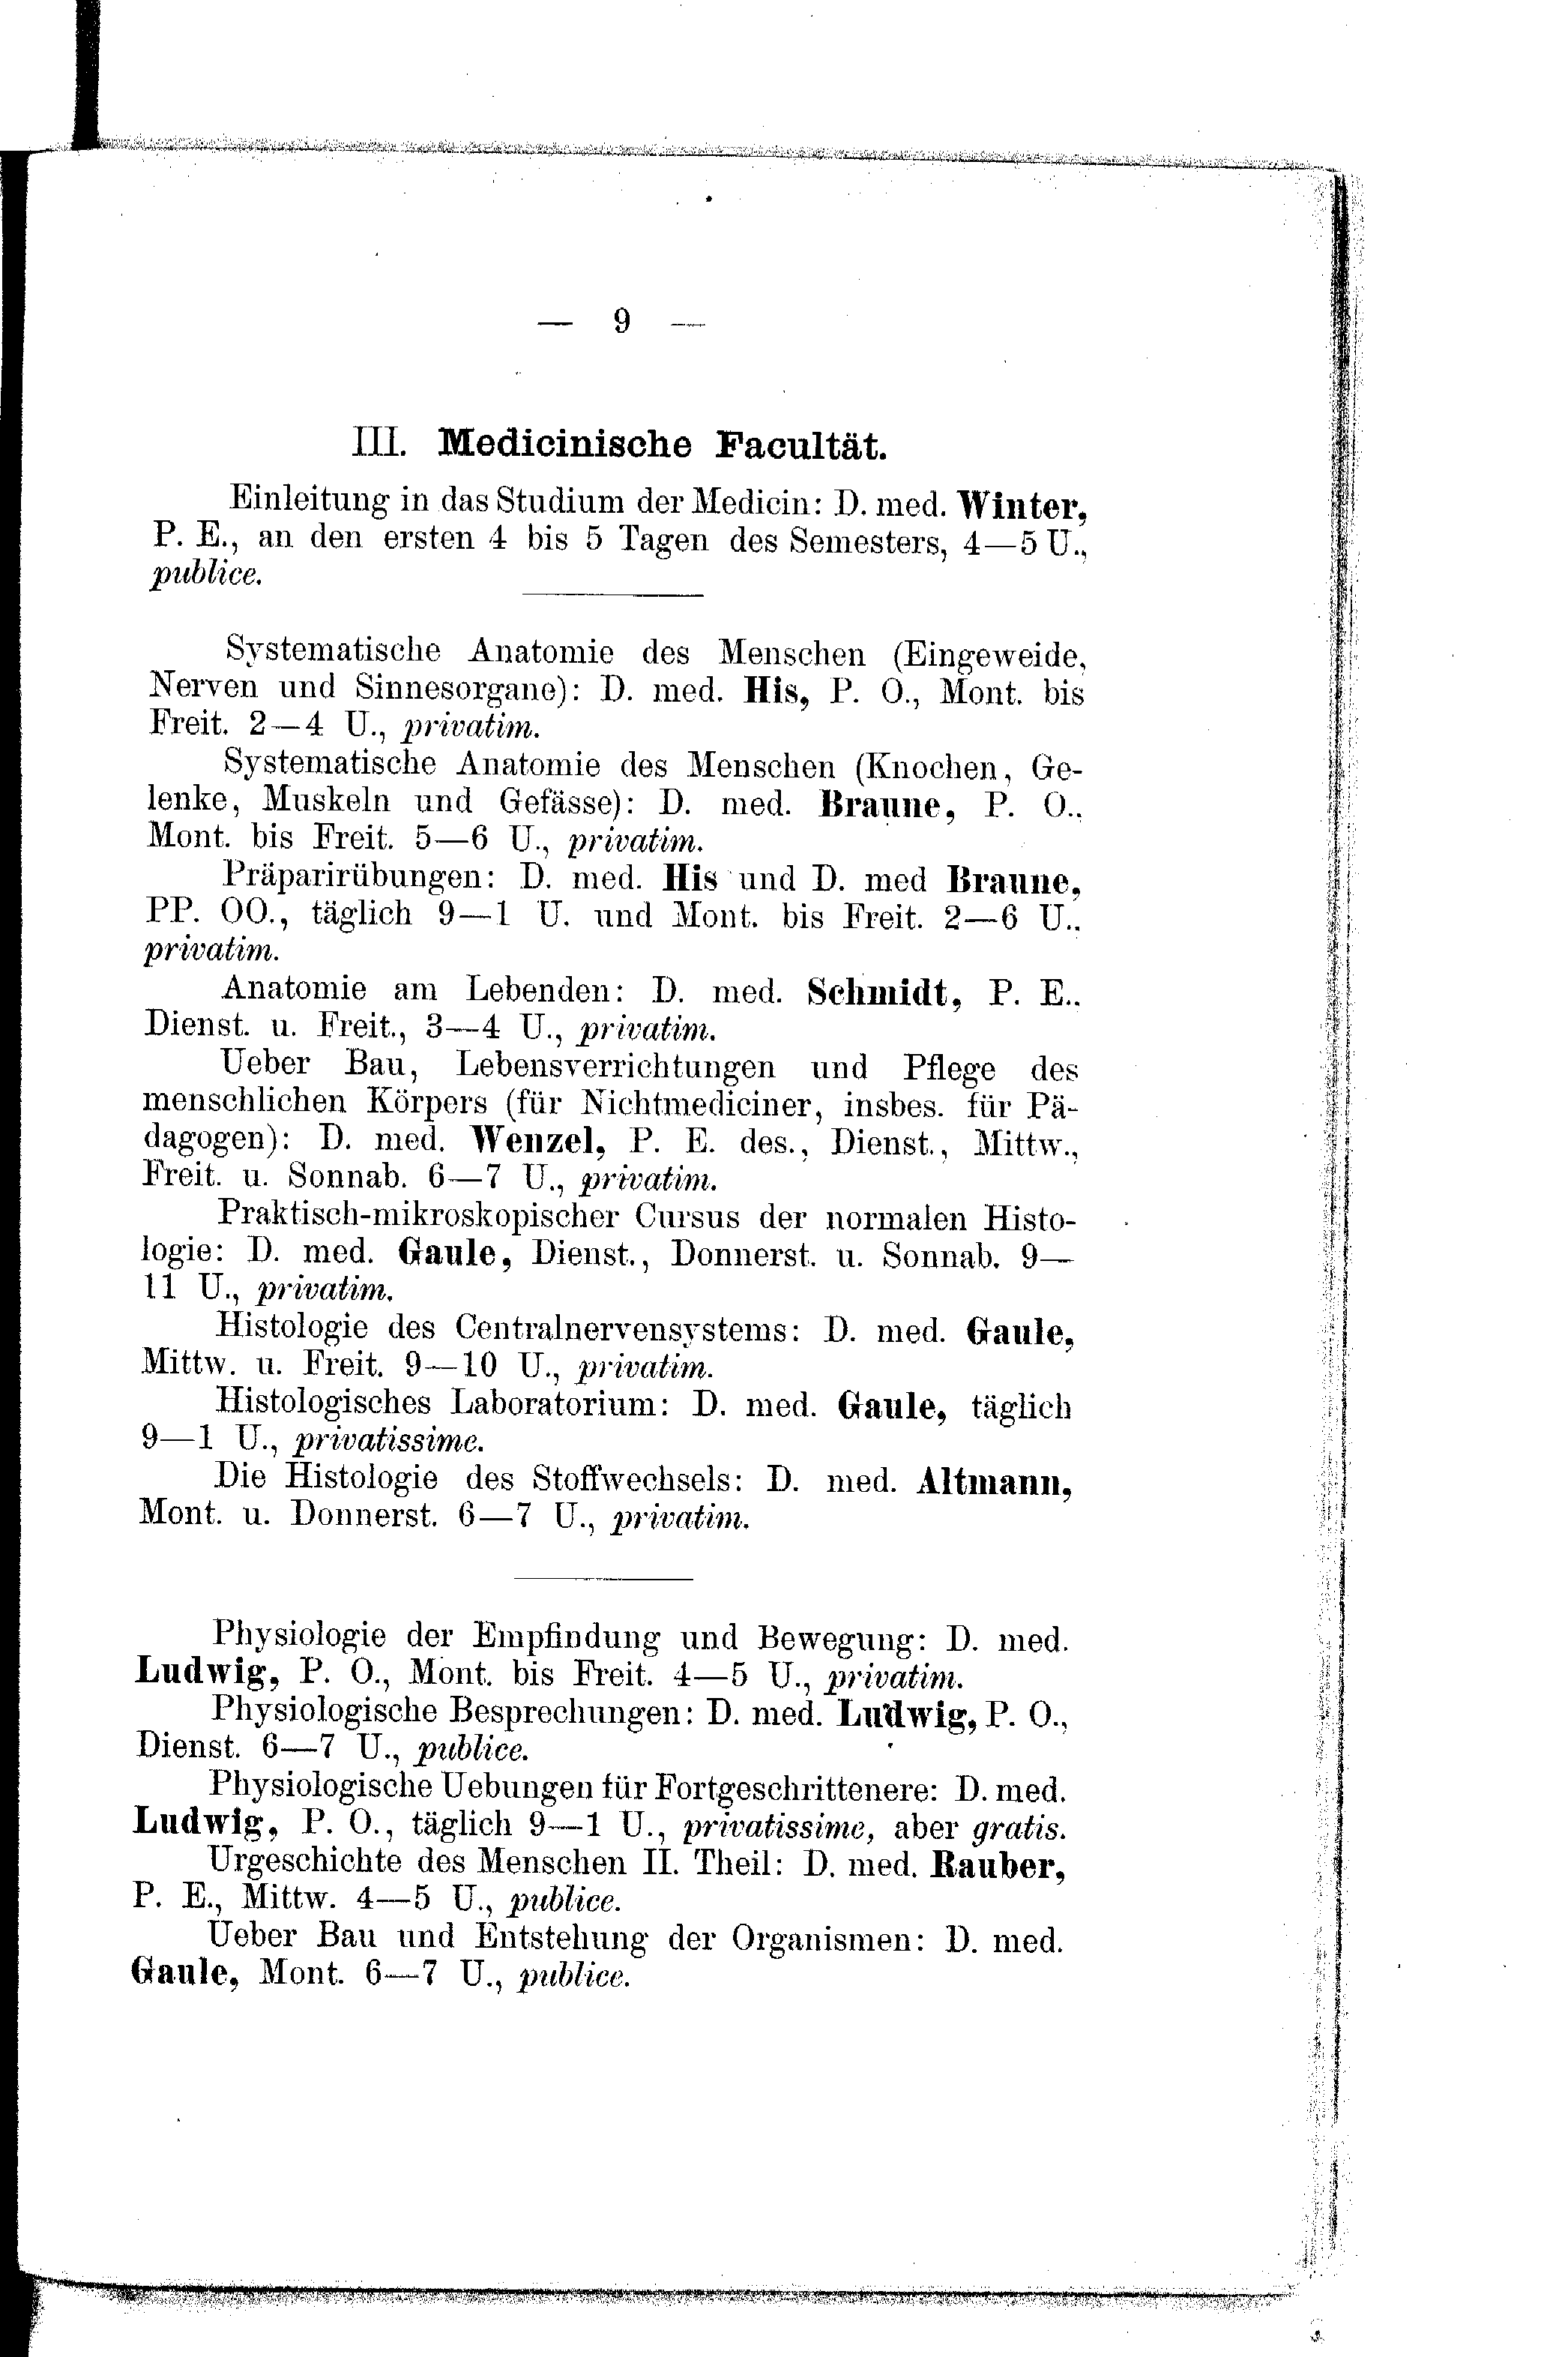 — 9 —
III. Medicinische Facultät.
Einleitung in das Studium der Medicin: D. med. Winter,
P. E., an den ersten 4 bis 5 Tagen des Semesters, 4—5 U.,
publice.
Systematische Anatomie des Menschen (Eingeweide,
Nerven und Sinnesorgane): D. med. His, P. O., Mont. bis
Freit. 2—4 U., privatim.
Systematische Anatomie des Menschen (Knochen, Ge-
lenke, Muskeln und Gefässe): D. med. Braune, P. O.,
Mont. bis Freit. 5—6 U., privatim.
Präparirübungen: D. med. His und D. med Braune,
PP. OO., täglich 9—1 U. und Mont. bis Freit. 2—6 U.,
privatim.
Anatomie am Lebenden: D. med. Schmidt, P. E.,
Dienst. u. Freit., 3—4 U., privatim.
Ueber Bau, Lebensverrichtungen und Pflege des
menschlichen Körpers (für Nichtmediciner, insbes. für Pä-
dagogen): D. med. Wenzel, P. E. des., Dienst., Mittw.,
Freit. u. Sonnab. 6—7 U., privatim.
Praktisch-mikroskopischer Cursus der normalen Histo-
logie: D. med. Gaule, Dienst., Donnerst. u. Sonnab. 9—
11 U., privatim.
Histologie des Centralnervensystems: D. med. Gaule,
Mittw. u. Freit. 9—10 U., privatim.
Histologisches Laboratorium: D. med. Gaule, täglich
9—1 U., privatissime.
Die Histologie des Stoffwechsels: D. med. Altmann,
Mont. u. Donnerst. 6—7 U., privatim.
Physiologie der Empfindung und Bewegung: D. med.
Ludwig, P. O., Mont. bis Freit. 4—5 U., privatim.
Physiologische Besprechungen: D. med. Ludwig, P. O.,
Dienst. 6—7 U., publice.
Physiologische Uebungen für Fortgeschrittenere: D. med.
Ludwig, P. O., täglich 9—1 U., privatissime, aber gratis.
Urgeschichte des Menschen II. Theil: D. med. Rauber,
P. E., Mittw. 4—5 U., publice.
Ueber Bau und Entstehung der Organismen: D. med.
Gaule, Mont. 6—7 U., publice.